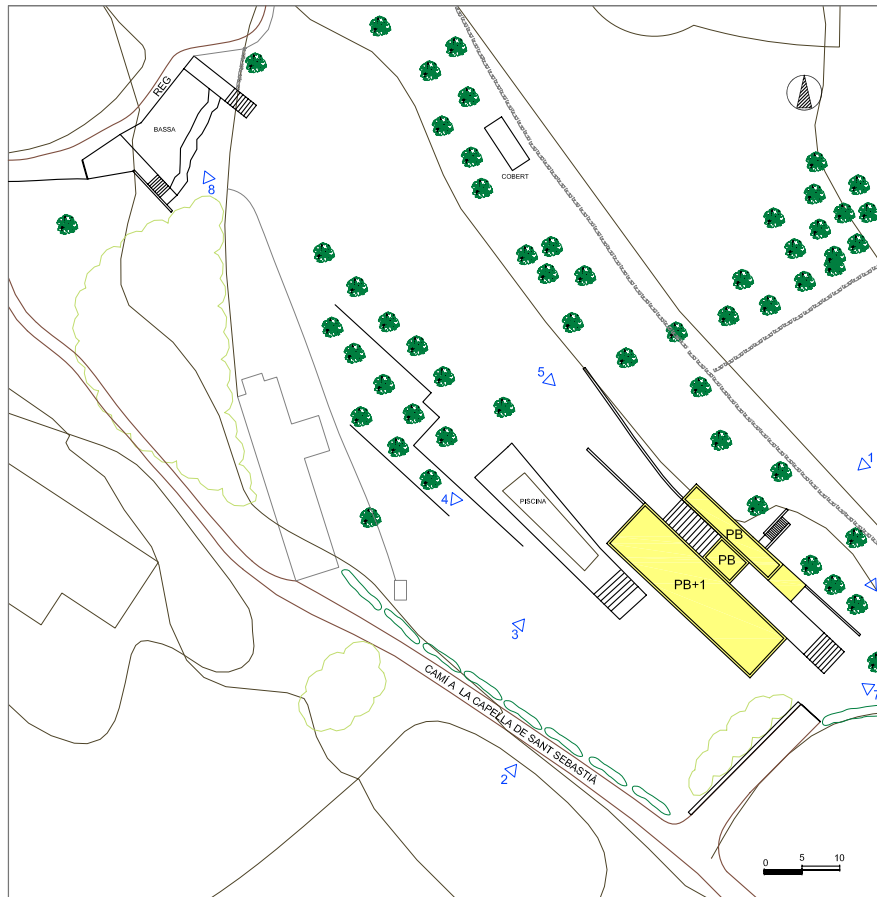 REG
BASSA
8
COBERT
1
5
4
PISCINA
PB
PB
PB+1
3
7
CAMÍ A LA CAPELLA DE SANT SEBASTIÀ
2
0 5 10